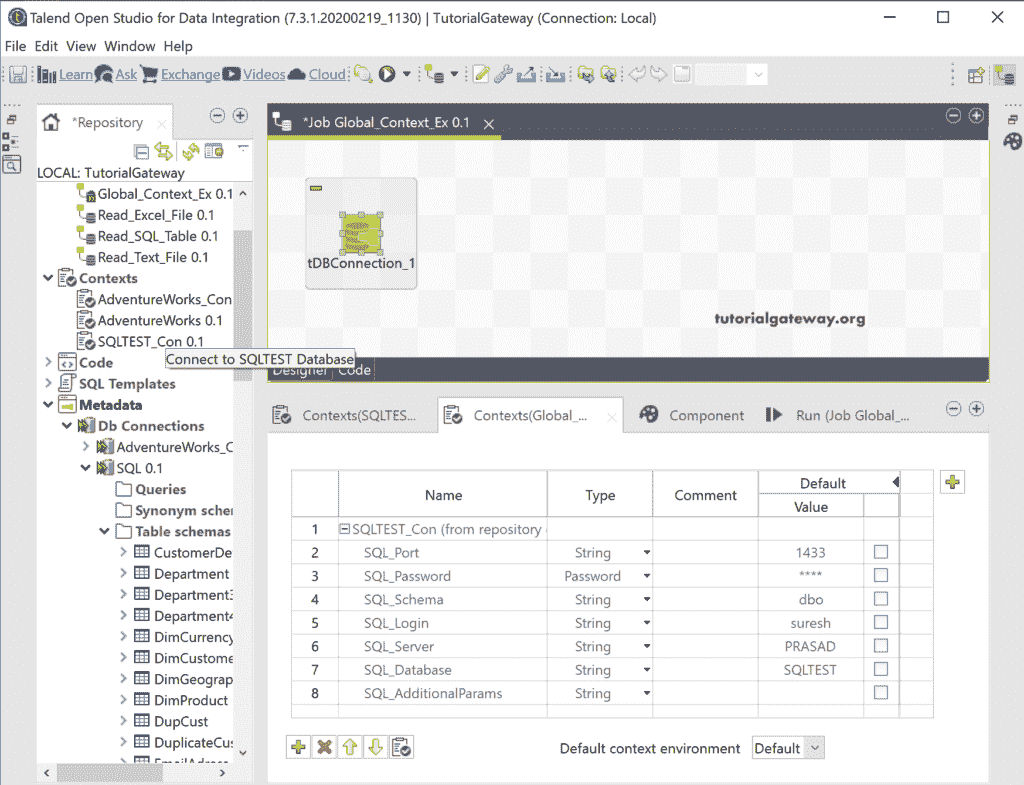 Talend Open Studio for Data Integration (7.3.1.20200219_1130) | TutorialGateway (Connection: Local)
File Edit View Window Help
Learn Ask Exchange Videos Cloud
*Repository
LOCAL: TutorialGateway
Global_Context_Ex 0.1
Read_Excel_File 0.1
Read_SQL_Table 0.1
Read_Text_File 0.1
Contexts
AdventureWorks_Con
AdventureWorks 0.1
SQLTEST_Con 0.1
Connect to SQLTEST Database
Code
SQL Templates
Metadata
Db Connections
AdventureWorks_C
SQL 0.1
Queries
Synonym scher
Table schemas
CustomerDe
Department
Department3
Department4
DimCurrency
DimCustome
DimGeograp
DimProduct
DupCust
DuplicateCus
EmailAdress
*Job Global_Context_Ex 0.1
tDBConnection_1
tutorialgateway.org
Designer Code
Contexts(SQLTES... Contexts(Global_... Component Run (Job Global_...
Name Type Comment Default
Value
1 SQLTEST_Con (from repository
2 SQL_Port String 1433
3 SQL_Password Password ****
4 SQL_Schema String dbo
5 SQL_Login String suresh
6 SQL_Server String PRASAD
7 SQL_Database String SQLTEST
8 SQL_AdditionalParams String
Default context environment Default